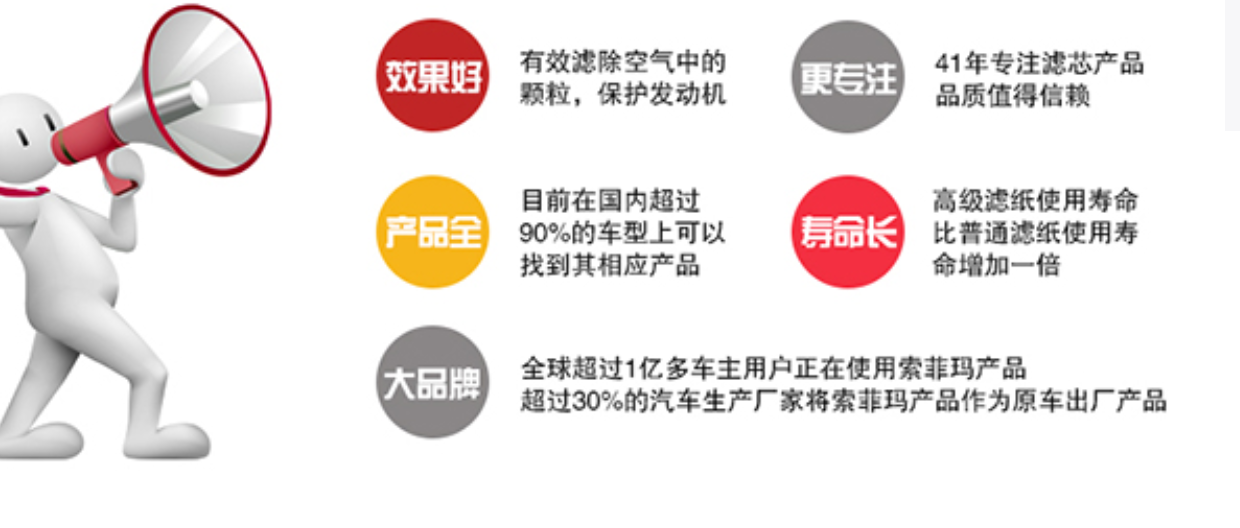 效果好
有效滤除空气中的
颗粒，保护发动机
更专注
41年专注滤芯产品
品质值得信赖
产品全
目前在国内超过
90%的车型上可以
找到其相应产品
寿命长
高级滤纸使用寿命
比普通滤纸使用寿
命增加一倍
大品牌
全球超过1亿多车主用户正在使用索菲玛产品
超过30%的汽车生产厂家将索菲玛产品作为原车出厂产品